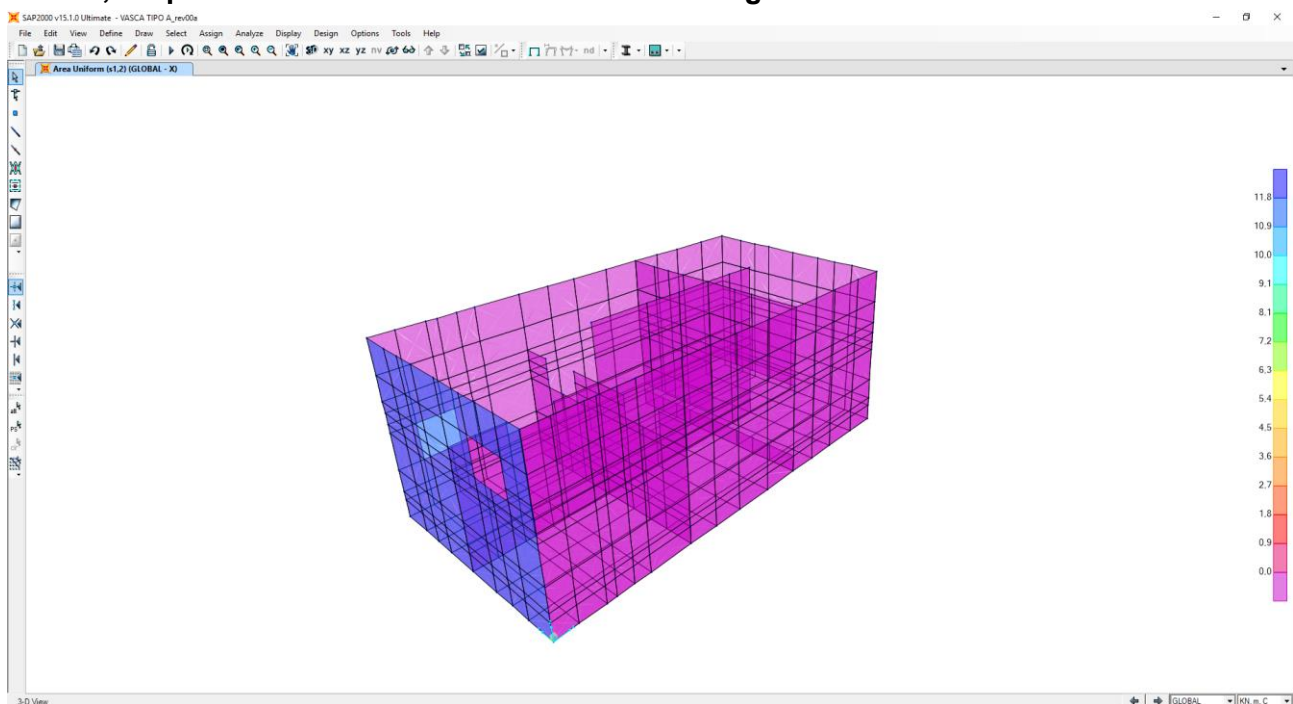 SAP2000 v15.1.0 Ultimate - VASCA TIPO A_rev00a
File Edit View Define Draw Select Assign Analyze Display Design Options Tools Help
xy xz yz nv nd
Area Uniform (s1,2) (GLOBAL - X)
11.8
10.9
10.0
9.1
8.1
7.2
6.3
5.4
4.5
3.6
2.7
1.8
0.9
0.0
3-D View
GLOBAL
KN, m, C